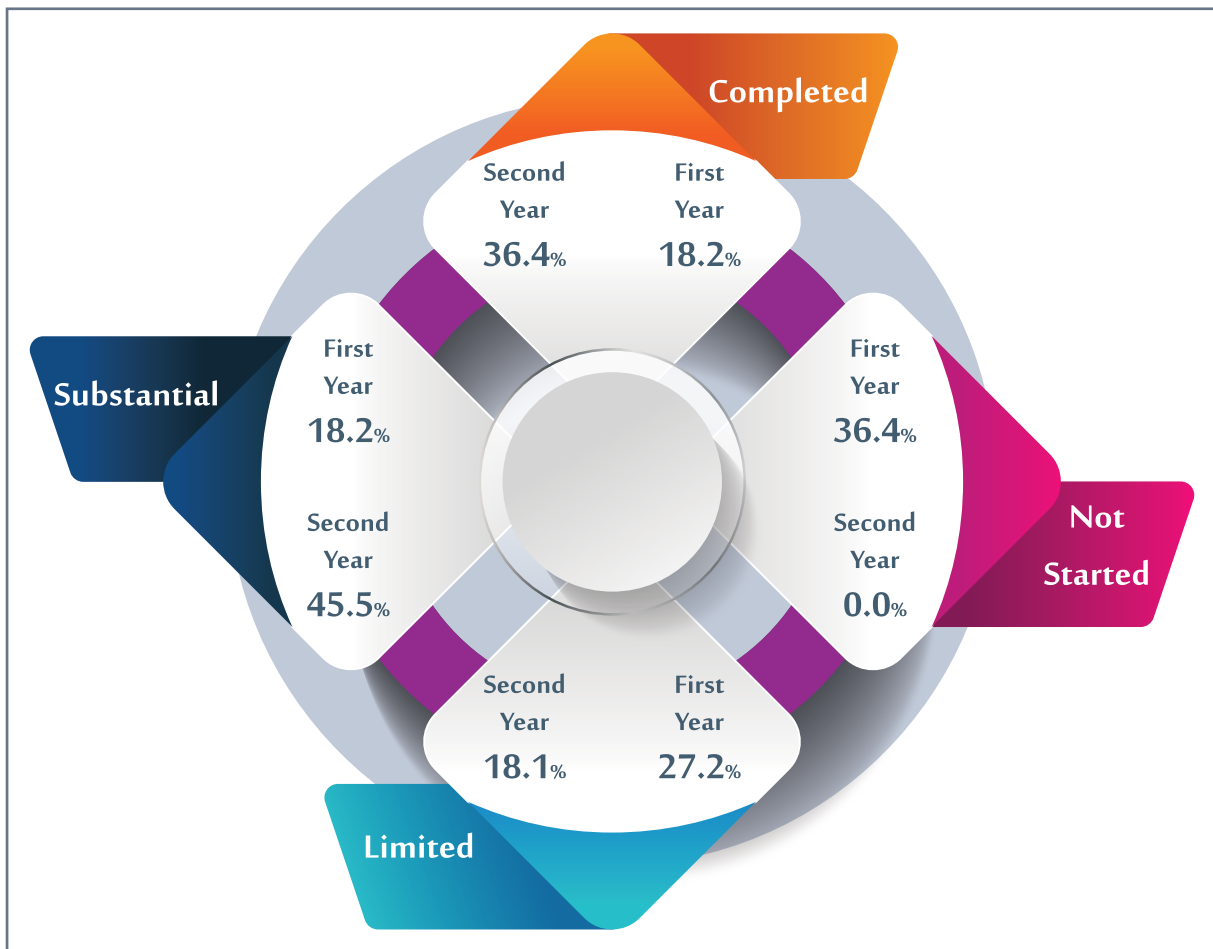 Completed
Second
Year
36.4%
First
Year
18.2%
Substantial
First
Year
18.2%
Second
Year
45.5%
First
Year
36.4%
Second
Year
0.0%
Not
Started
Second
Year
18.1%
First
Year
27.2%
Limited